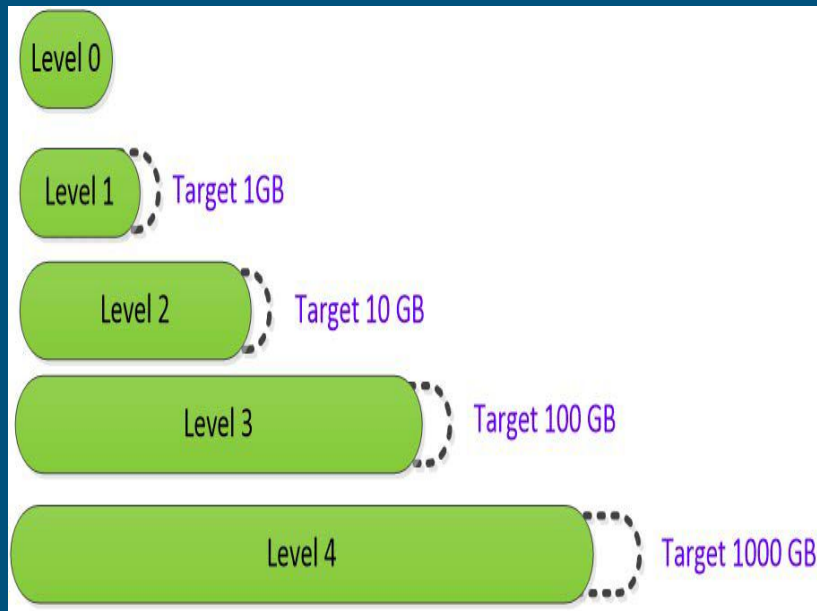 Level 0
Level 1
Target 1GB
Level 2
Target 10 GB
Level 3
Target 100 GB
Level 4
Target 1000 GB